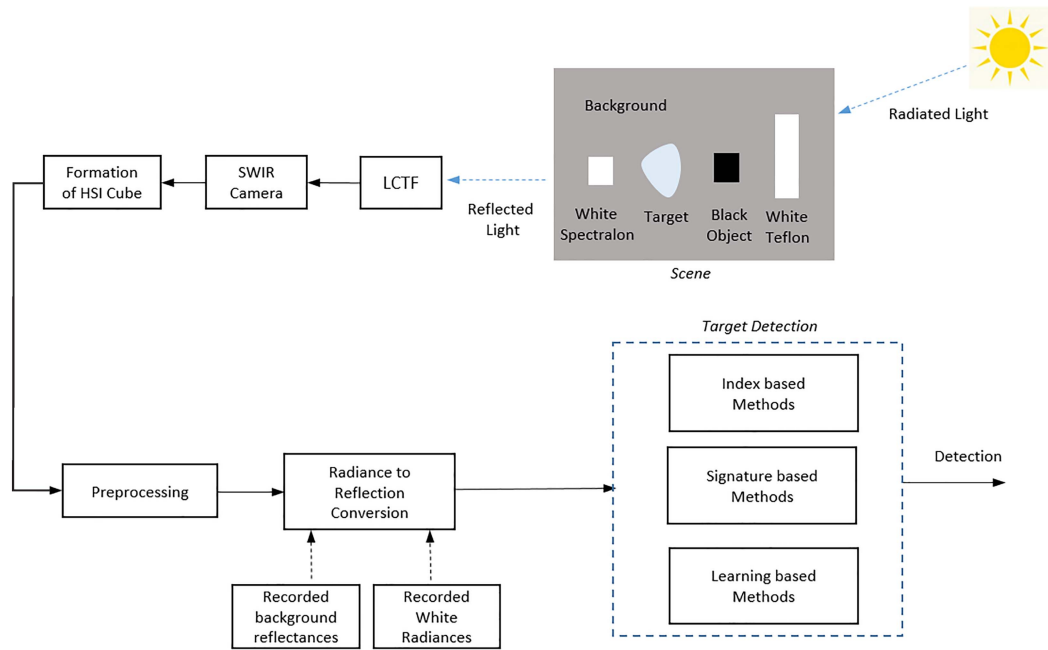 Background
Radiated Light
White
Spectralon
Target
Black
Object
White
Teflon
Scene
Reflected
Light
LCTF
SWIR
Camera
Formation
of HSI Cube
Preprocessing
Radiance to
Reflection
Conversion
Recorded
background
reflectances
Recorded
White
Radiances
Target Detection
Index based
Methods
Signature based
Methods
Learning based
Methods
Detection